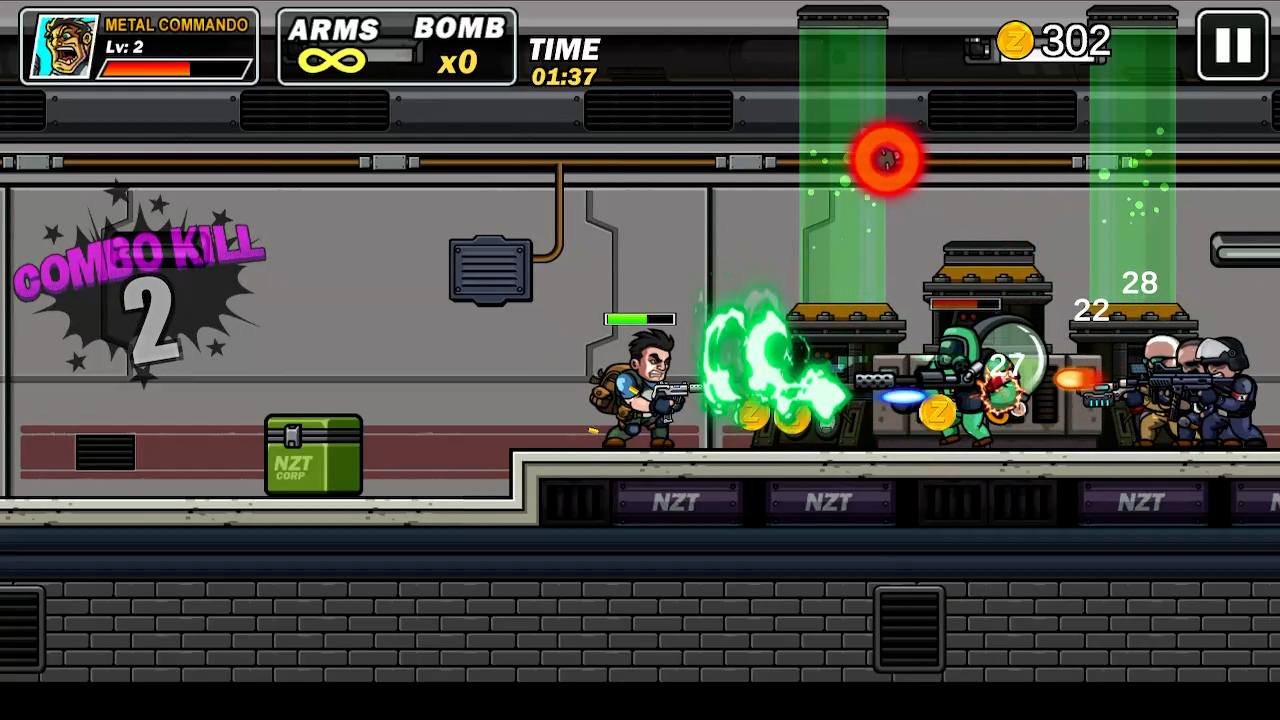 METAL COMMANDO
Lv: 2
ARMS
BOMB
x0
TIME
01:37
302
COMBO KILL
2
28
22
27
NZT
CORP
NZT
NZT
NZT